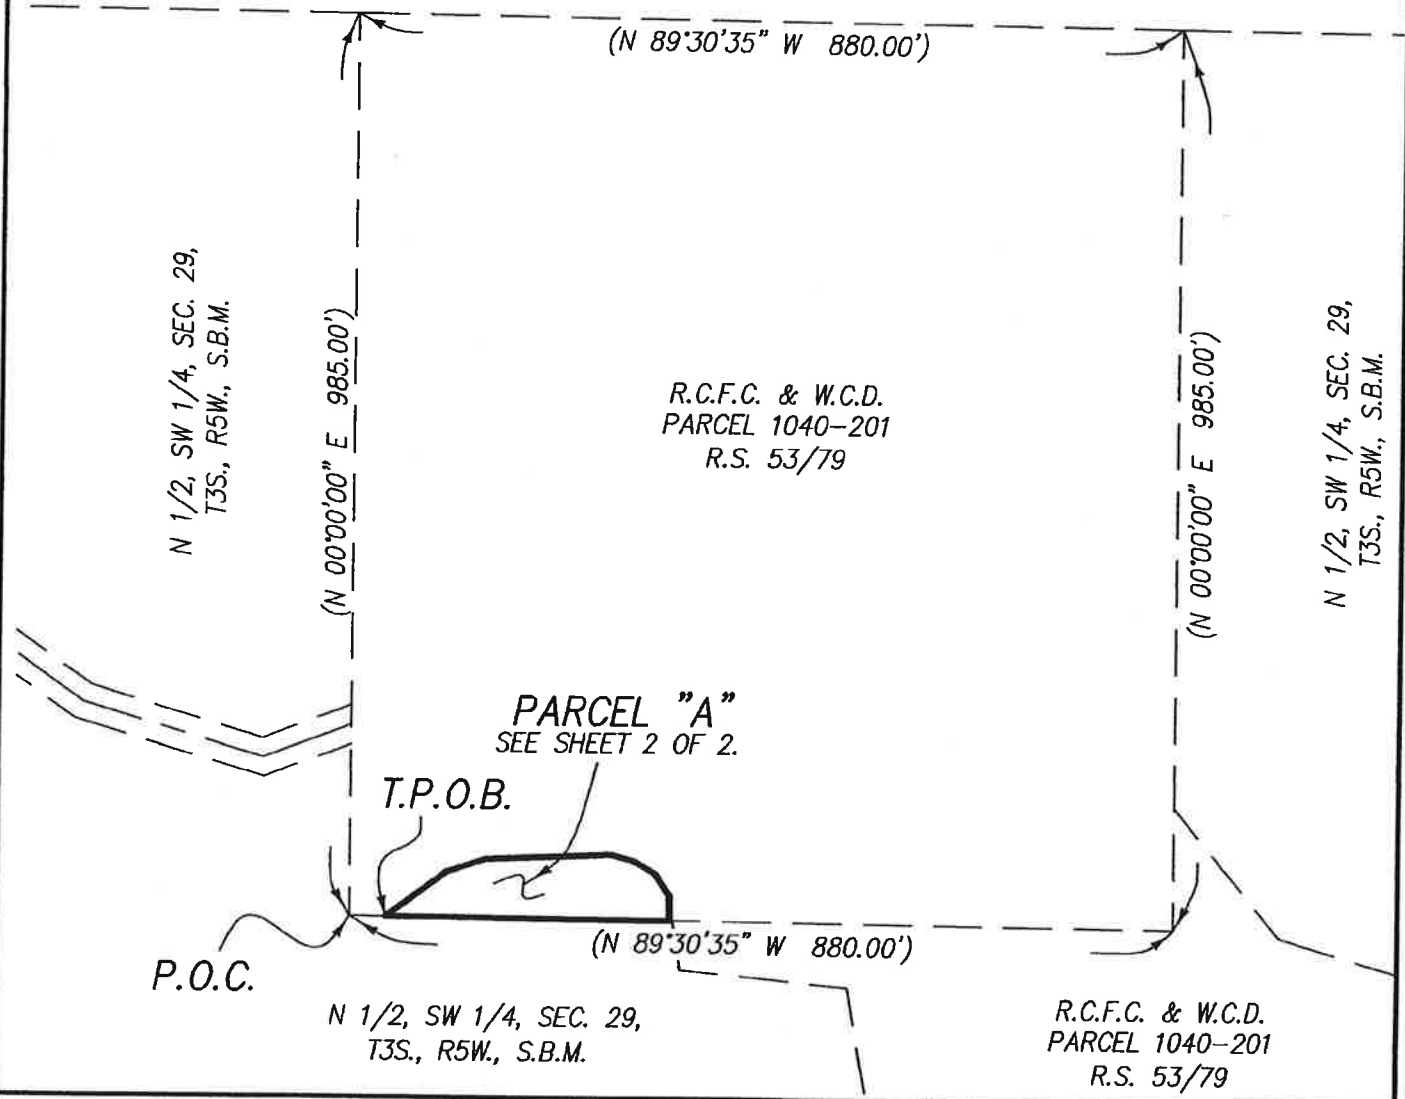 (N 89°30'35" W 880.00')
N 1/2, SW 1/4, SEC. 29,
T3S., R5W., S.B.M.
(N 00°00'00" E 985.00')
R.C.F.C. & W.C.D.
PARCEL 1040-201
R.S. 53/79
(N 00°00'00" E 985.00')
N 1/2, SW 1/4, SEC. 29,
T3S., R5W., S.B.M.
PARCEL "A"
SEE SHEET 2 OF 2.
T.P.O.B.
(N 89°30'35" W 880.00')
P.O.C.
N 1/2, SW 1/4, SEC. 29,
T3S., R5W., S.B.M.
R.C.F.C. & W.C.D.
PARCEL 1040-201
R.S. 53/79